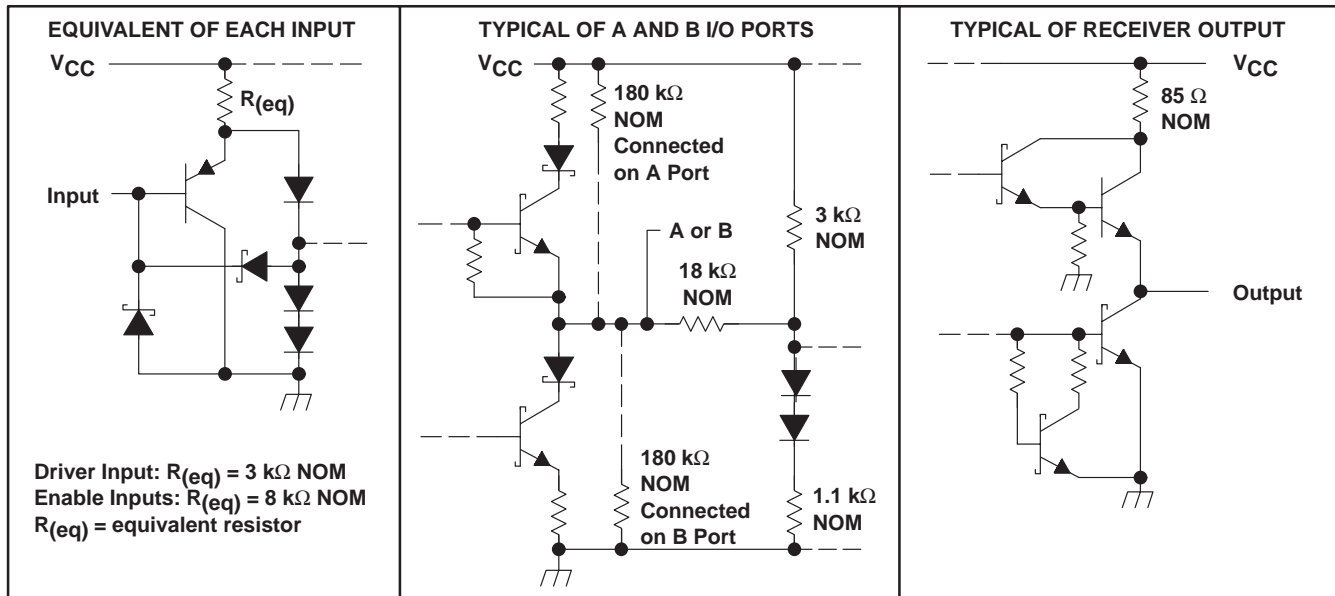 EQUIVALENT OF EACH INPUT
VCC
R(eq)
Input
Driver Input: R(eq) = 3 kΩ NOM
Enable Inputs: R(eq) = 8 kΩ NOM
R(eq) = equivalent resistor
TYPICAL OF A AND B I/O PORTS
VCC
180 kΩ
NOM
Connected
on A Port
3 kΩ
NOM
A or B
18 kΩ
NOM
180 kΩ
NOM
Connected
on B Port
1.1 kΩ
NOM
TYPICAL OF RECEIVER OUTPUT
VCC
85 Ω
NOM
Output